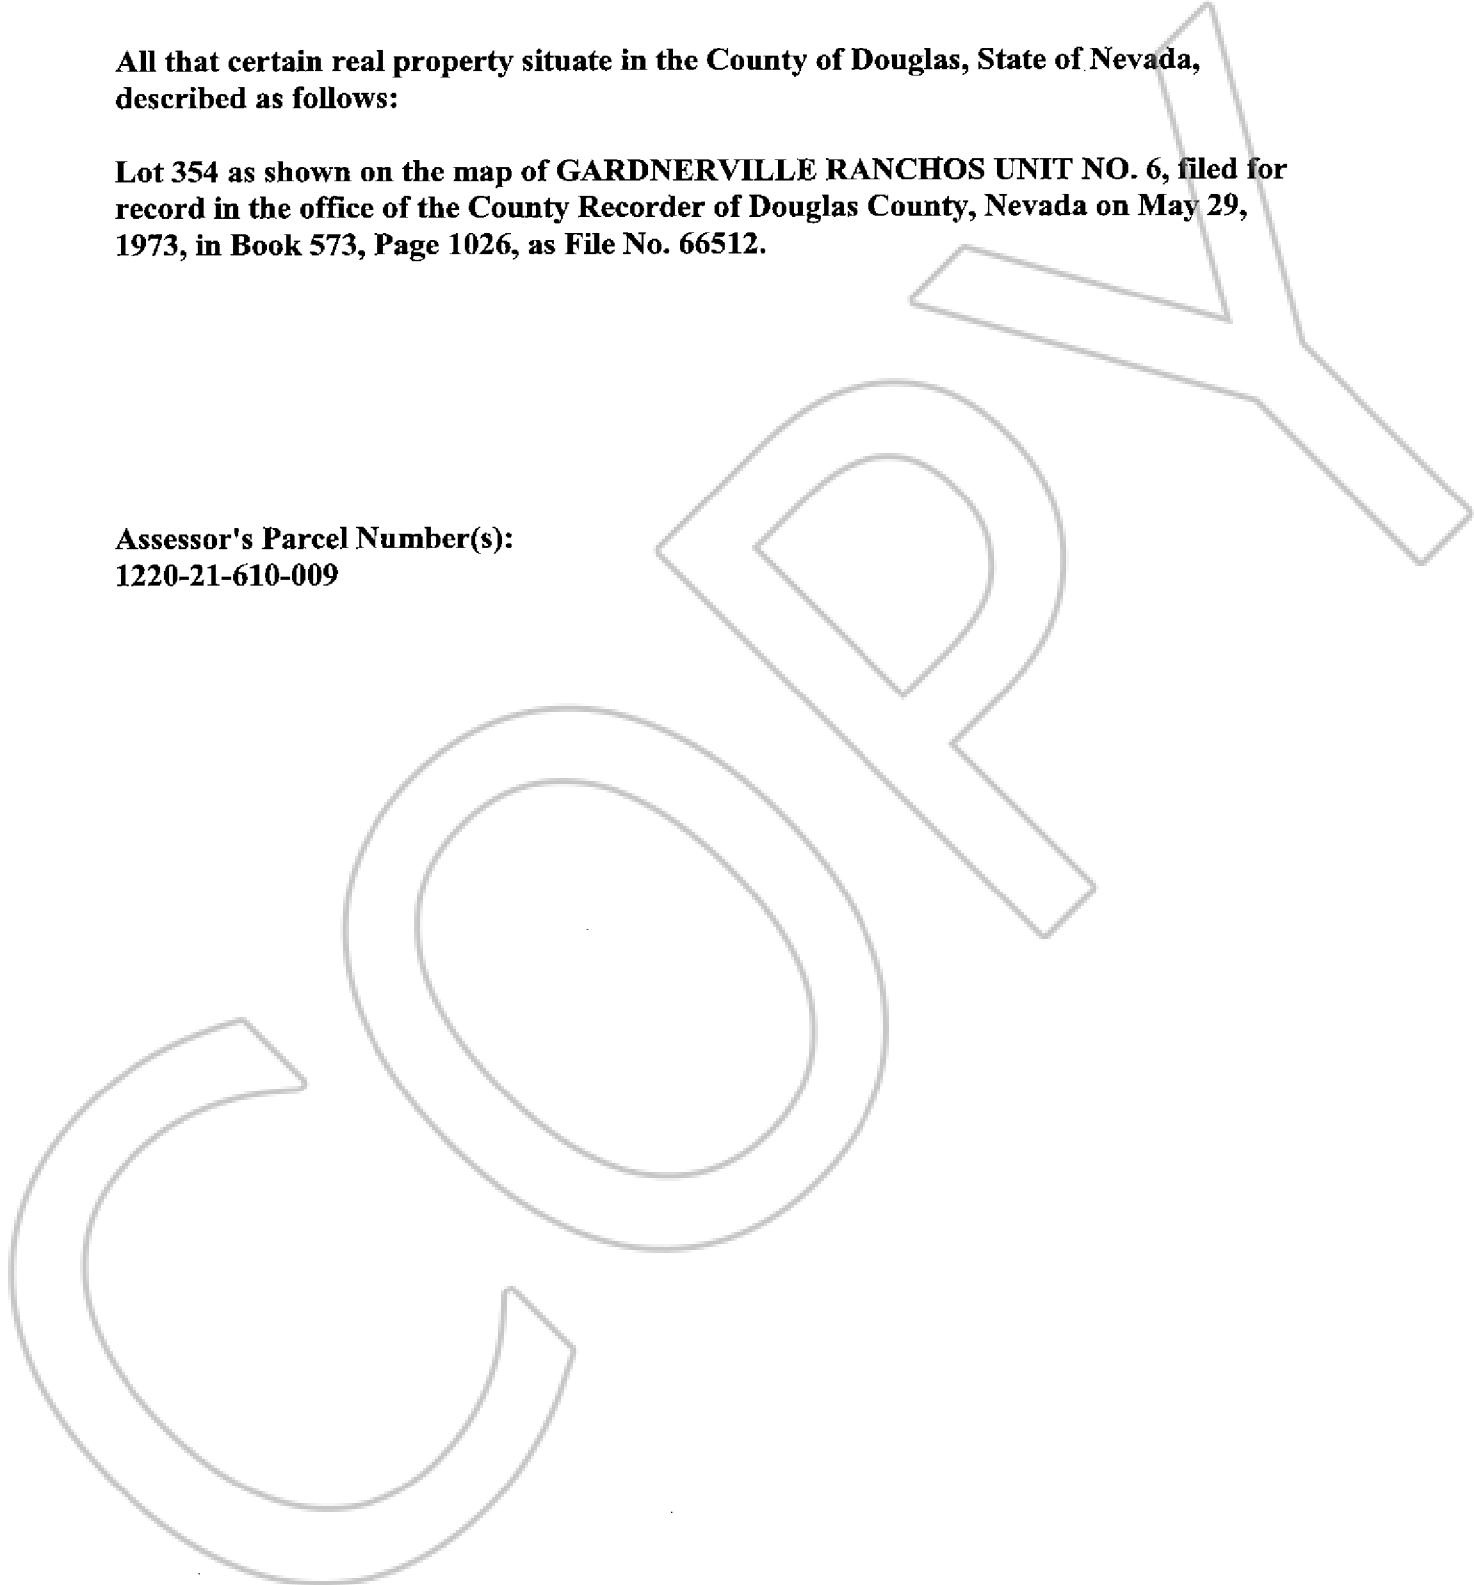 All that certain real property situate in the County of Douglas, State of Nevada,
described as follows:
Lot 354 as shown on the map of GARDNERVILLE RANCHOS UNIT NO. 6, filed for
record in the office of the County Recorder of Douglas County, Nevada on May 29,
1973, in Book 573, Page 1026, as File No. 66512.
Assessor's Parcel Number(s):
1220-21-610-009
COPY